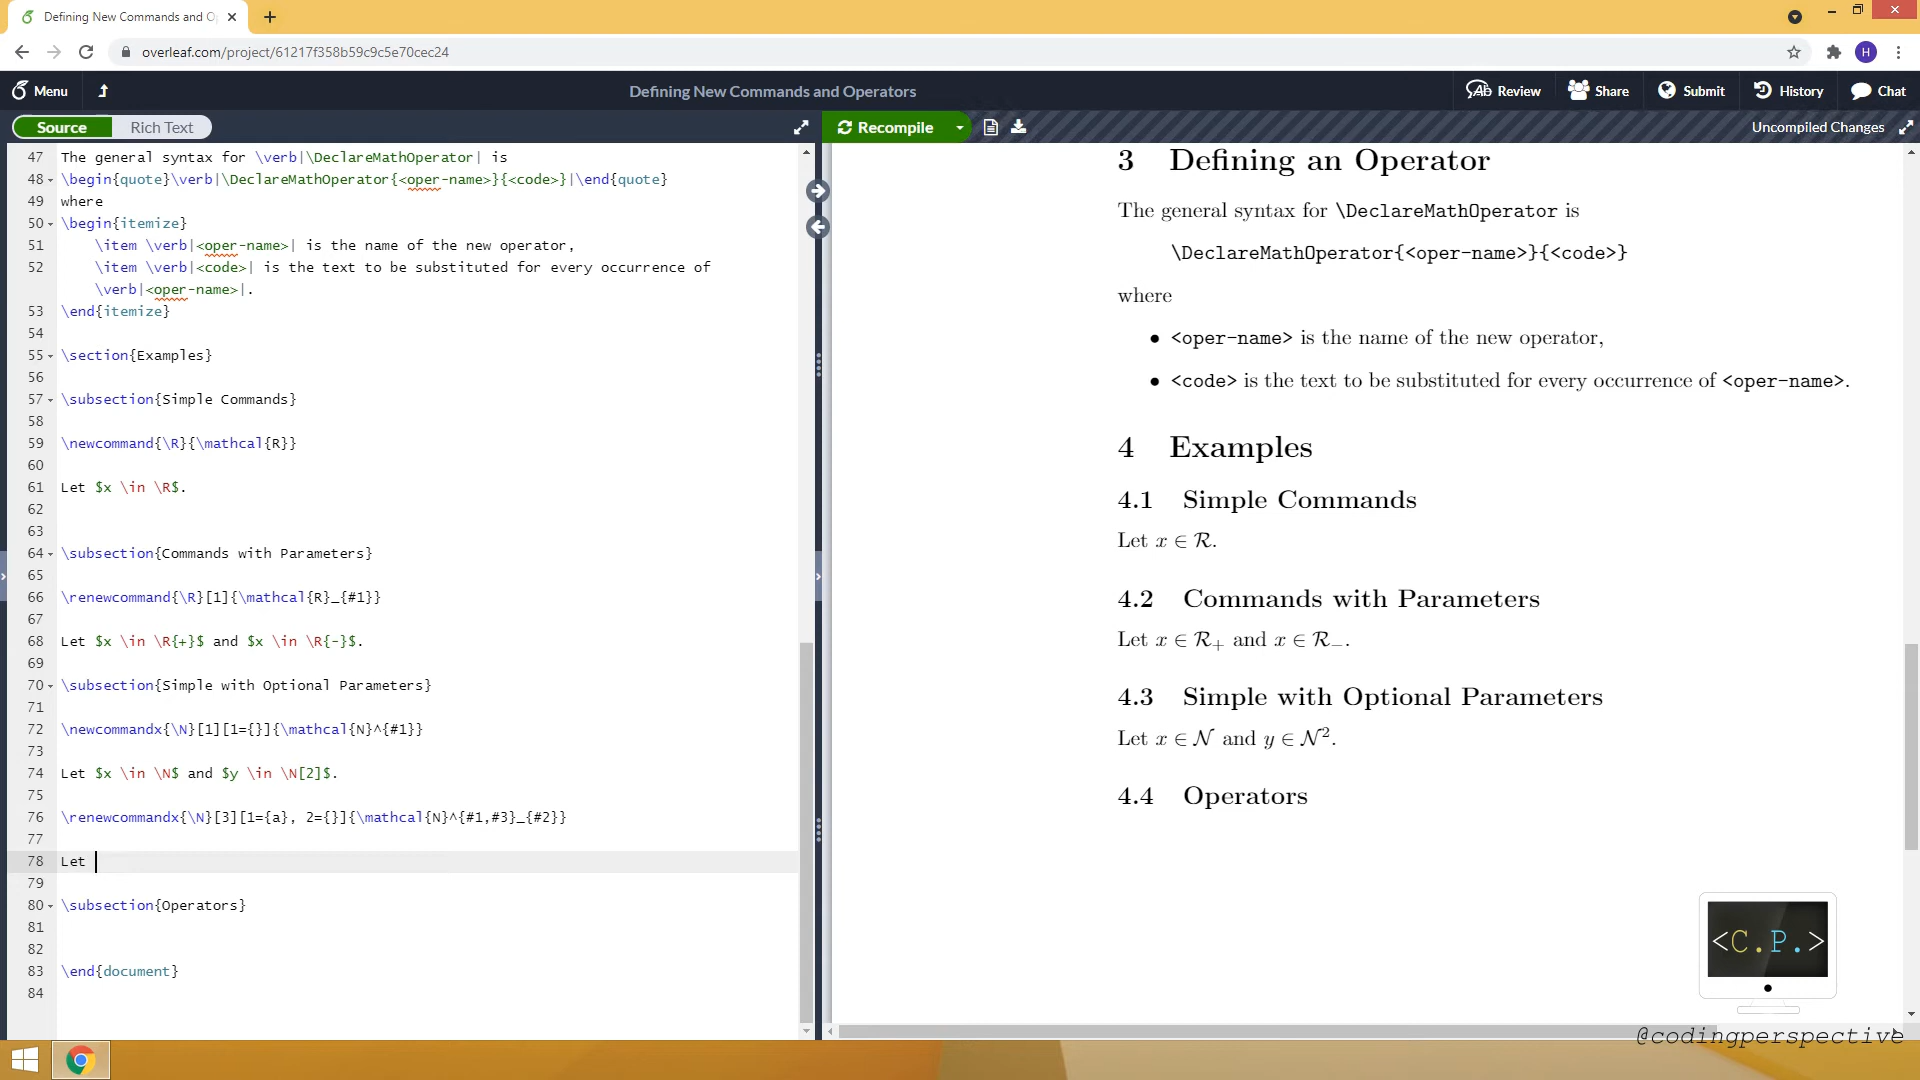 Defining New Commands and O
overleaf.com/project/61217f358b59c9c5e70cec24
H
Menu
Defining New Commands and Operators
Review
Share
Submit
History
Chat
Source
Rich Text
Recompile
Uncompiled Changes
47 The general syntax for \verb|\DeclareMathOperator| is
48 \begin{quote}\verb|\DeclareMathOperator{<oper-name>}{<code>}|\end{quote}
49 where
50 \begin{itemize}
51 \item \verb|<oper-name>| is the name of the new operator,
52 \item \verb|<code>| is the text to be substituted for every occurrence of
\verb|<oper-name>|.
53 \end{itemize}
54
55 \section{Examples}
56
57 \subsection{Simple Commands}
58
59 \newcommand{\R}{\mathcal{R}}
60
61 Let $x \in \R$.
62
63
64 \subsection{Commands with Parameters}
65
66 \renewcommand{\R}[1]{\mathcal{R}_{#1}}
67
68 Let $x \in \R{+}$ and $x \in \R{-}$.
69
70 \subsection{Simple with Optional Parameters}
71
72 \newcommandx{\N}[1][1={}]{\mathcal{N}^{#1}}
73
74 Let $x \in \N$ and $y \in \N[2]$.
75
76 \renewcommandx{\N}[3][1={a}, 2={}]{\mathcal{N}^{#1,#3}_{#2}}
77
78 Let
79
80 \subsection{Operators}
81
82
83 \end{document}
84
3 Defining an Operator
The general syntax for \DeclareMathOperator is
\DeclareMathOperator{<oper-name>}{<code>}
where
• <oper-name> is the name of the new operator,
• <code> is the text to be substituted for every occurrence of <oper-name>.
4 Examples
4.1 Simple Commands
Let x ∈ ℛ.
4.2 Commands with Parameters
Let x ∈ ℛ₊ and x ∈ ℛ₋.
4.3 Simple with Optional Parameters
Let x ∈ 𝒩 and y ∈ 𝒩².
4.4 Operators
<C.P.>
@codingperspective